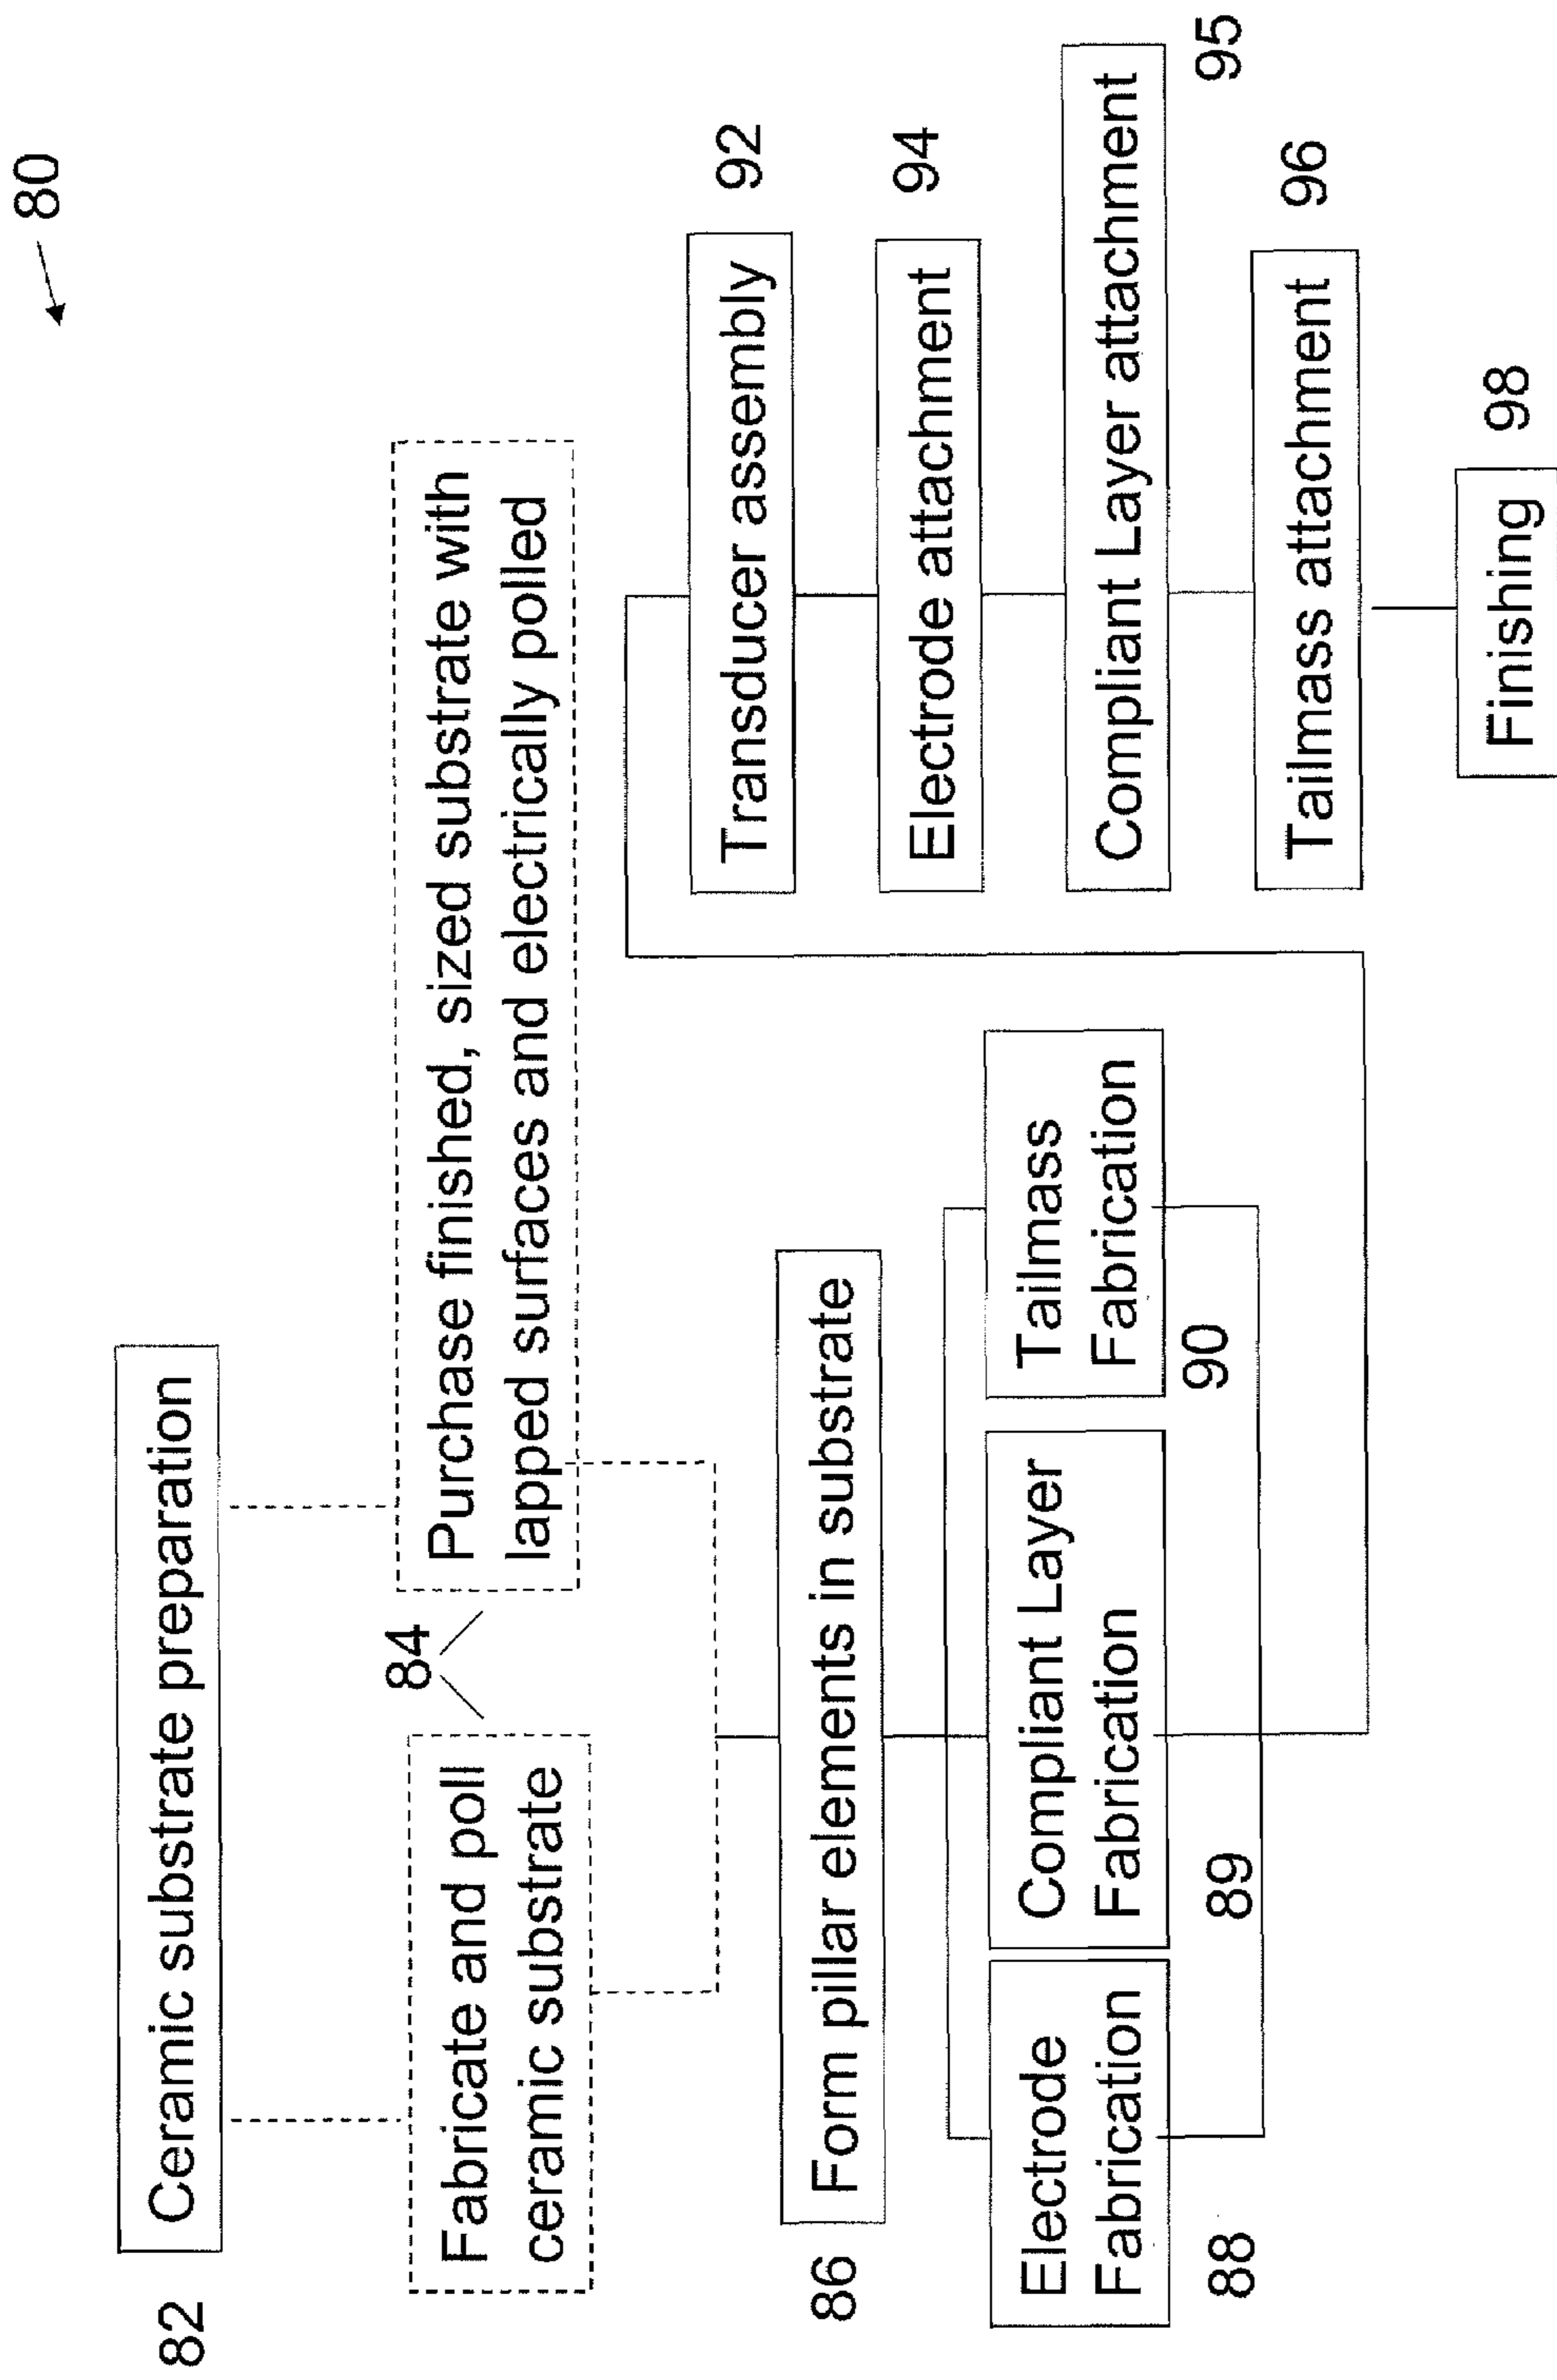 80
82
Ceramic substrate preparation
84
Fabricate and poll
ceramic substrate
Purchase finished, sized substrate with
lapped surfaces and electrically polled
86
Form pillar elements in substrate
Electrode
Fabrication
88
Compliant Layer
Fabrication
89
Tailmass
Fabrication
90
Transducer assembly
92
Electrode attachment
94
Compliant Layer attachment
95
Tailmass attachment
96
Finishing
98